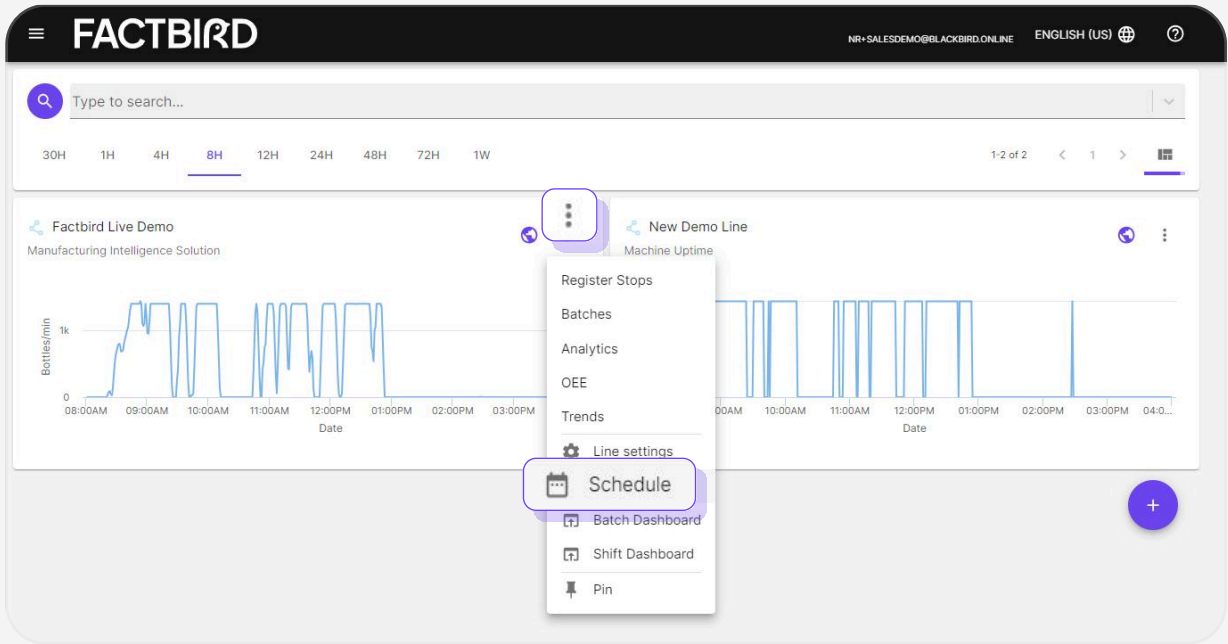 FACTBIRD
NR+SALESDEMO@BLACKBIRD.ONLINE
ENGLISH (US)
Type to search...
30H 1H 4H 8H 12H 24H 48H 72H 1W
1-2 of 2
1
Factbird Live Demo
Manufacturing Intelligence Solution
Bottles/min
1k
0
08:00AM 09:00AM 10:00AM 11:00AM 12:00PM 01:00PM 02:00PM 03:00PM
Date
New Demo Line
Machine Uptime
00AM 10:00AM 11:00AM 12:00PM 01:00PM 02:00PM 03:00PM 04:0...
Date
Register Stops
Batches
Analytics
OEE
Trends
Line settings
Schedule
Batch Dashboard
Shift Dashboard
Pin